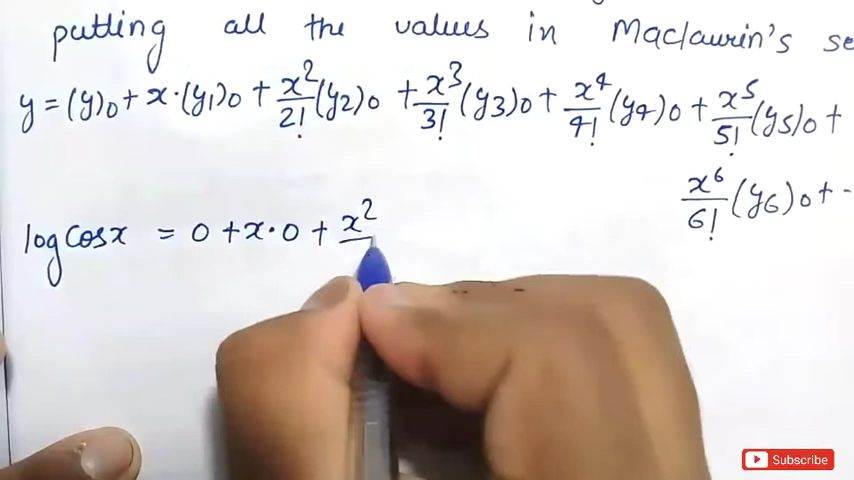 putting all the values in Maclaurin's se
y = (y)₀ + x·(y₁)₀ + x²/2! (y₂)₀ + x³/3! (y₃)₀ + x⁴/4! (y₄)₀ + x⁵/5! (y₅)₀ +
x⁶/6! (y₆)₀ + -
log cosx = 0 + x·0 + x²
Subscribe